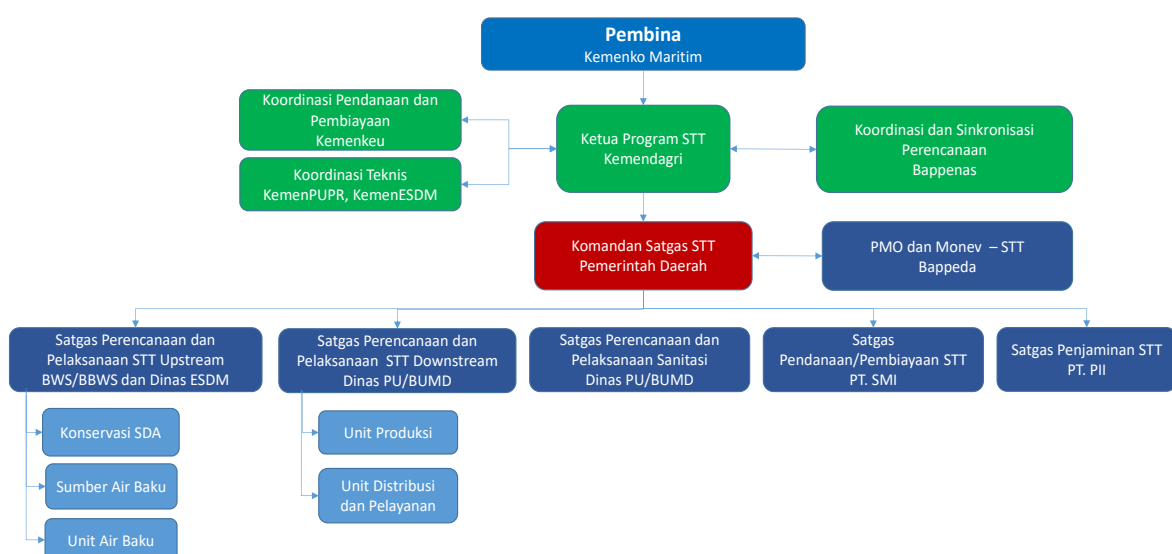 Pembina
Kemenko Maritim
Koordinasi Pendanaan dan
Pembiayaan
Kemenkeu
Ketua Program STT
Kemendagri
Koordinasi dan Sinkronisasi
Perencanaan
Bappenas
Koordinasi Teknis
KemenPUPR, KemenESDM
Komandan Satgas STT
Pemerintah Daerah
PMO dan Monev – STT
Bappeda
Satgas Perencanaan dan
Pelaksanaan STT Upstream
BWS/BBWS dan Dinas ESDM
Satgas Perencanaan dan
Pelaksanaan STT Downstream
Dinas PU/BUMD
Satgas Perencanaan dan
Pelaksanaan Sanitasi
Dinas PU/BUMD
Satgas
Pendanaan/Pembiayaan STT
PT. SMI
Satgas Penjaminan STT
PT. PII
Konservasi SDA
Sumber Air Baku
Unit Air Baku
Unit Produksi
Unit Distribusi
dan Pelayanan